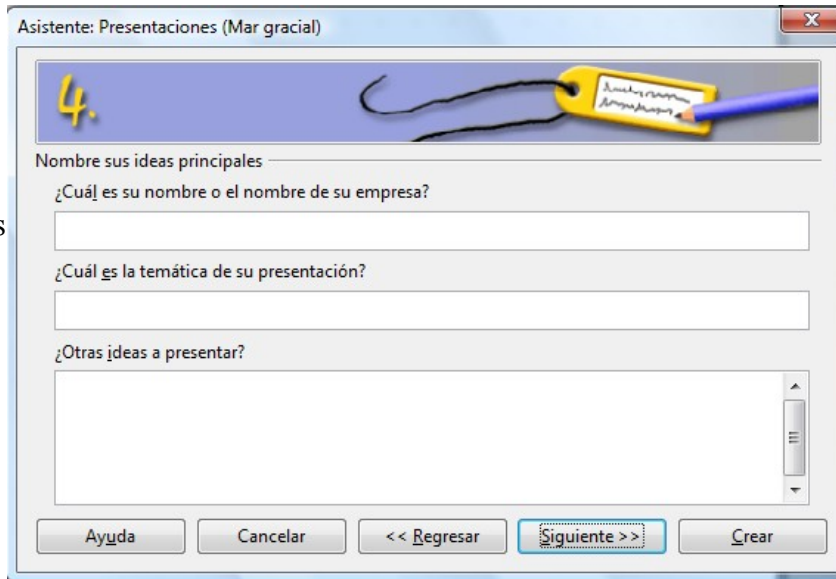 Asistente: Presentaciones (Mar gracial)
4.
Nombre sus ideas principales
¿Cuál es su nombre o el nombre de su empresa?
s
¿Cuál es la temática de su presentación?
¿Otras ideas a presentar?
Ayuda Cancelar << Regresar Siguiente >> Crear